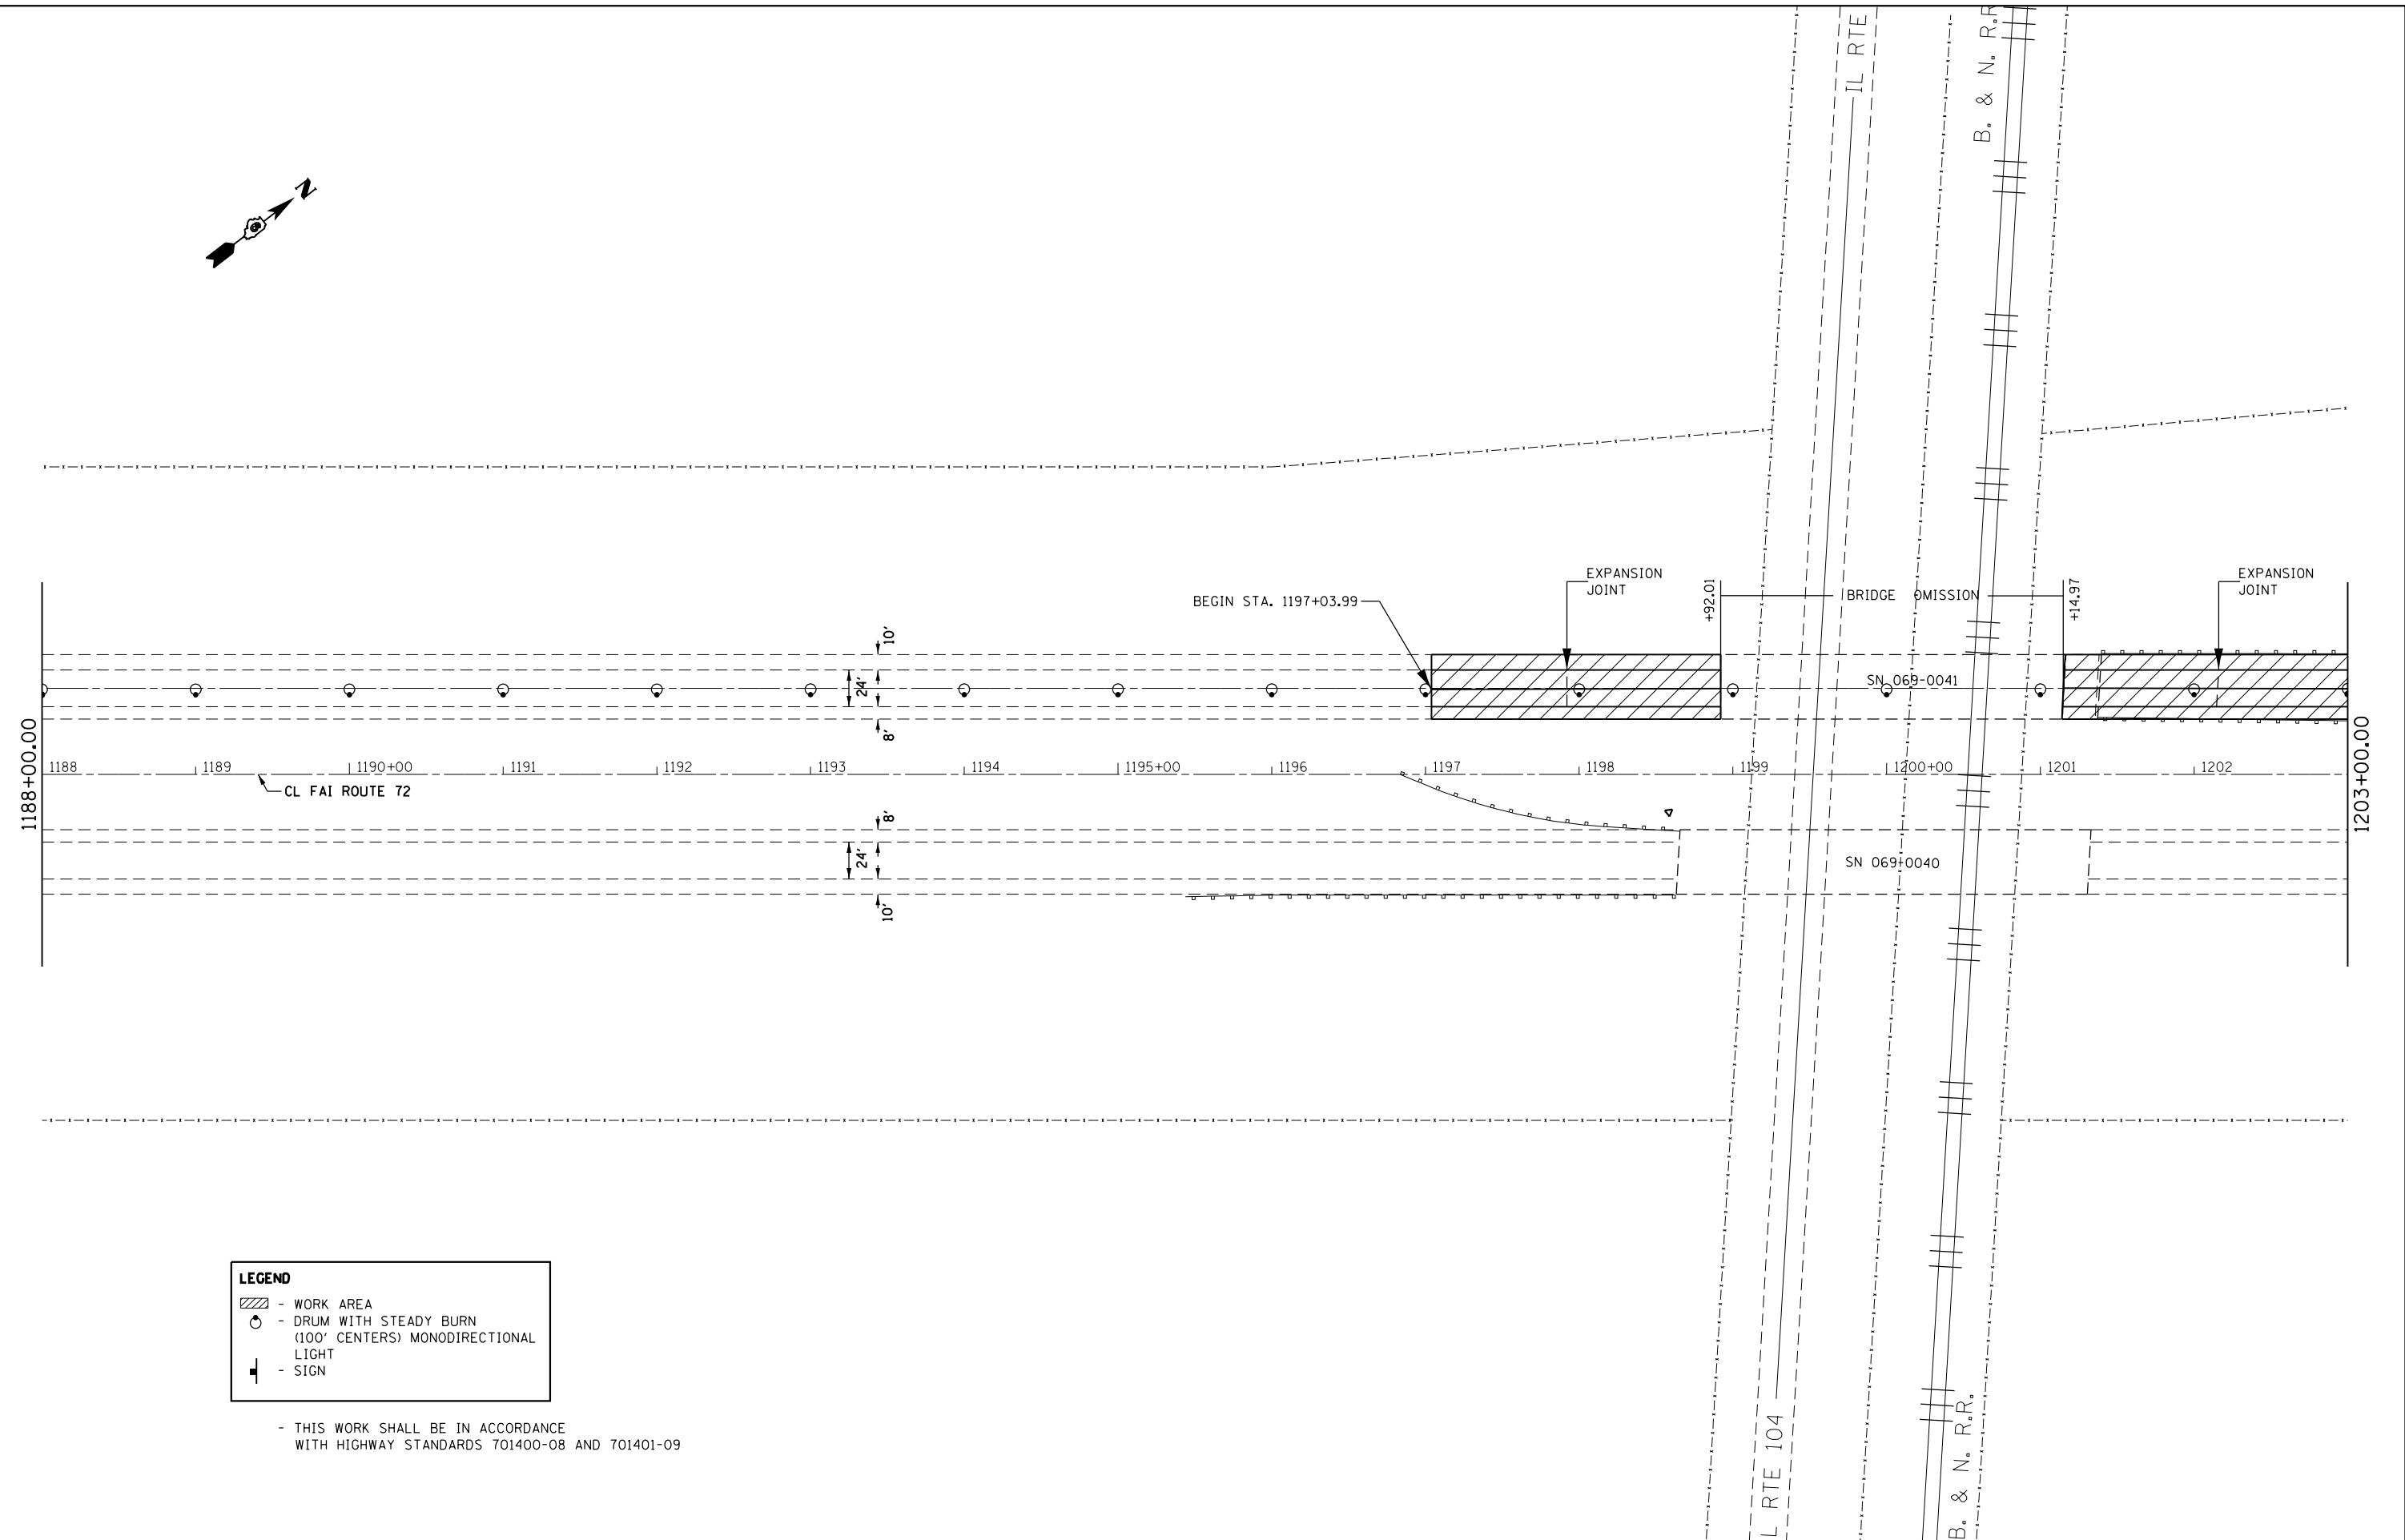 IL RTE
B. & N. R.R
N
EXPANSION
JOINT
+92.01
BRIDGE OMISSION
+14.97
EXPANSION
JOINT
BEGIN STA. 1197+03.99
10'
24'
8'
SN 069-0041
1188+00.00
1188
1189
1190+00
1191
1192
1193
1194
1195+00
1196
1197
1198
1199
1200+00
1201
1202
1203+00.00
CL FAI ROUTE 72
8'
24'
10'
SN 069-0040
LEGEND
- WORK AREA
- DRUM WITH STEADY BURN
(100' CENTERS) MONODIRECTIONAL
LIGHT
- SIGN
- THIS WORK SHALL BE IN ACCORDANCE
WITH HIGHWAY STANDARDS 701400-08 AND 701401-09
L RTE 104
B. & N. R.R.